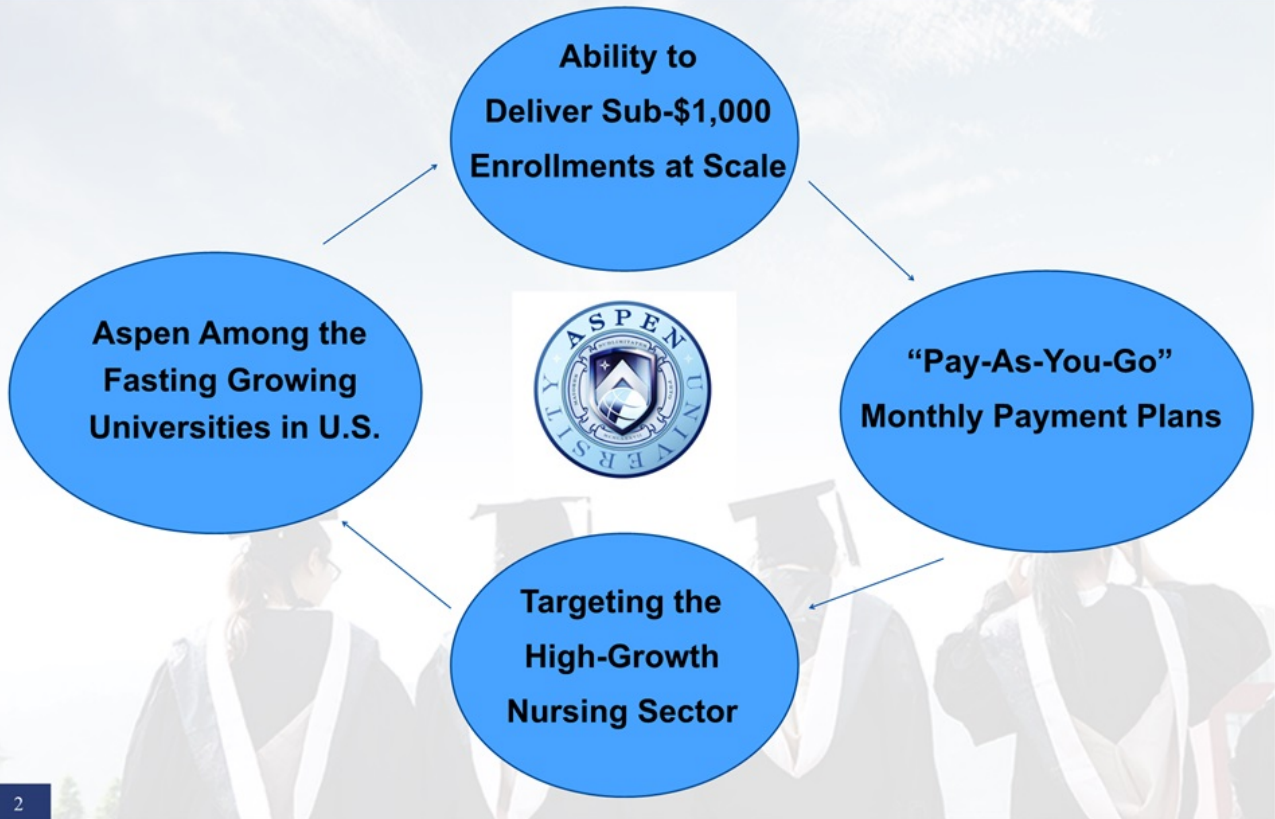 Ability to
Deliver Sub-$1,000
Enrollments at Scale
“Pay-As-You-Go”
Monthly Payment Plans
Targeting the
High-Growth
Nursing Sector
Aspen Among the
Fasting Growing
Universities in U.S.
ASPEN UNIVERSITY
2